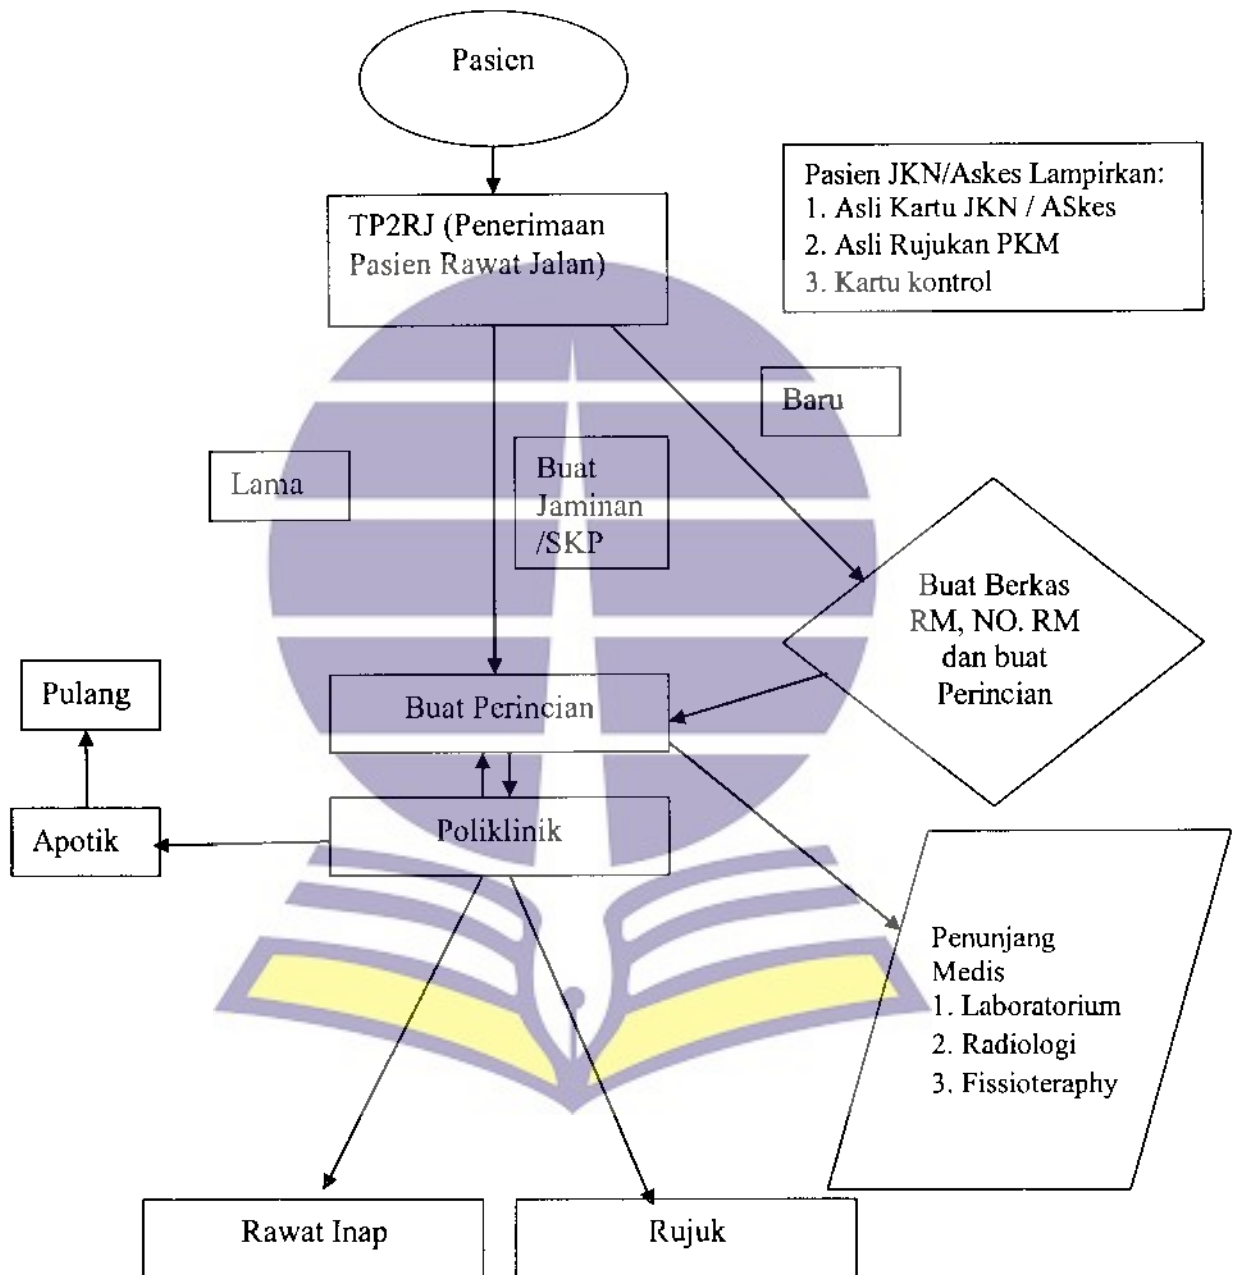 Pasien
Pasien JKN/Askes Lampirkan:
1. Asli Kartu JKN / ASkes
2. Asli Rujukan PKM
3. Kartu kontrol
TP2RJ (Penerimaan
Pasien Rawat Jalan)
Baru
Lama
Buat
Jaminan
/SKP
Buat Berkas
RM, NO. RM
dan buat
Perincian
Pulang
Buat Perincian
Apotik
Poliklinik
Penunjang
Medis
1. Laboratorium
2. Radiologi
3. Fissioteraphy
Rawat Inap
Rujuk